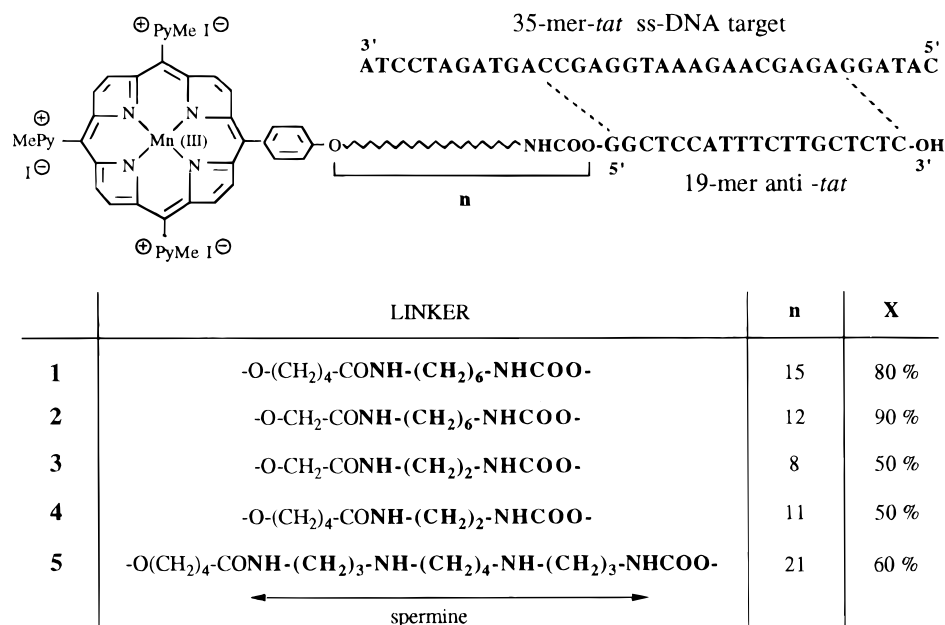 35-mer-tat ss-DNA target
3' 5'
ATCCTAGATGACCGAGGTAAAGAACGAGAGGATAC
⊕ PyMe I⊖
⊕ MePy I⊖
N N
Mn (III)
N N
O NHCOO-GGCTCCATTTCTTGCTCTC-OH
5' 3'
n
19-mer anti -tat
⊕ PyMe I⊖
LINKER n X
1 -O-(CH₂)₄-CONH-(CH₂)₆-NHCOO- 15 80 %
2 -O-CH₂-CONH-(CH₂)₆-NHCOO- 12 90 %
3 -O-CH₂-CONH-(CH₂)₂-NHCOO- 8 50 %
4 -O-(CH₂)₄-CONH-(CH₂)₂-NHCOO- 11 50 %
5 -O(CH₂)₄-CONH-(CH₂)₃-NH-(CH₂)₄-NH-(CH₂)₃-NHCOO- 21 60 %
spermine